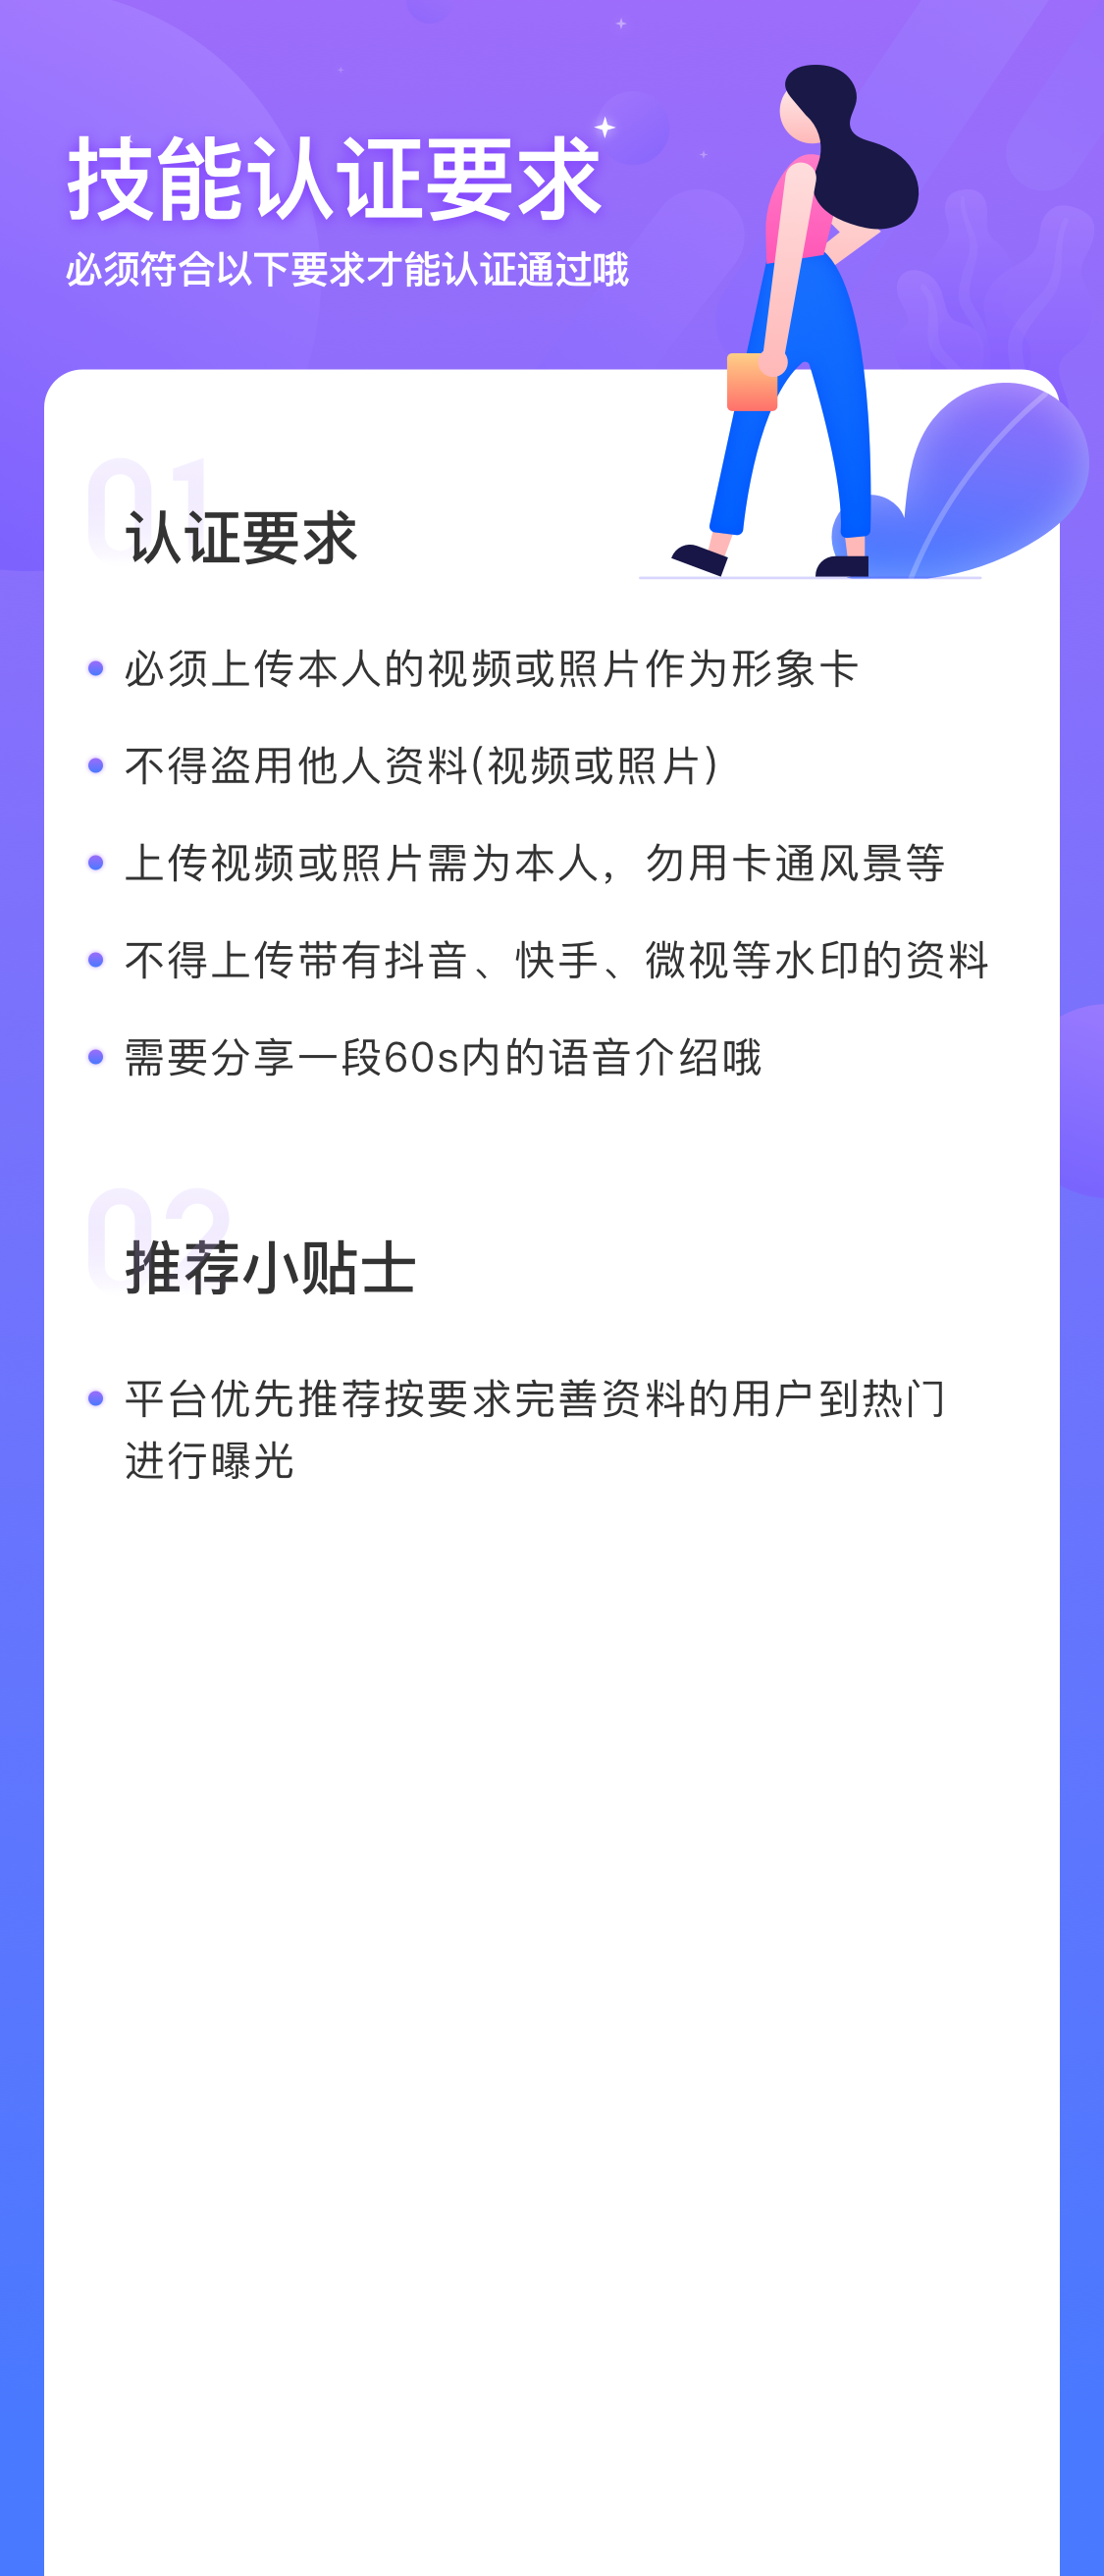 技能认证要求
必须符合以下要求才能认证通过哦
01
认证要求
必须上传本人的视频或照片作为形象卡
不得盗用他人资料(视频或照片)
上传视频或照片需为本人，勿用卡通风景等
不得上传带有抖音、快手、微视等水印的资料
需要分享一段60s内的语音介绍哦
02
推荐小贴士
平台优先推荐按要求完善资料的用户到热门
进行曝光